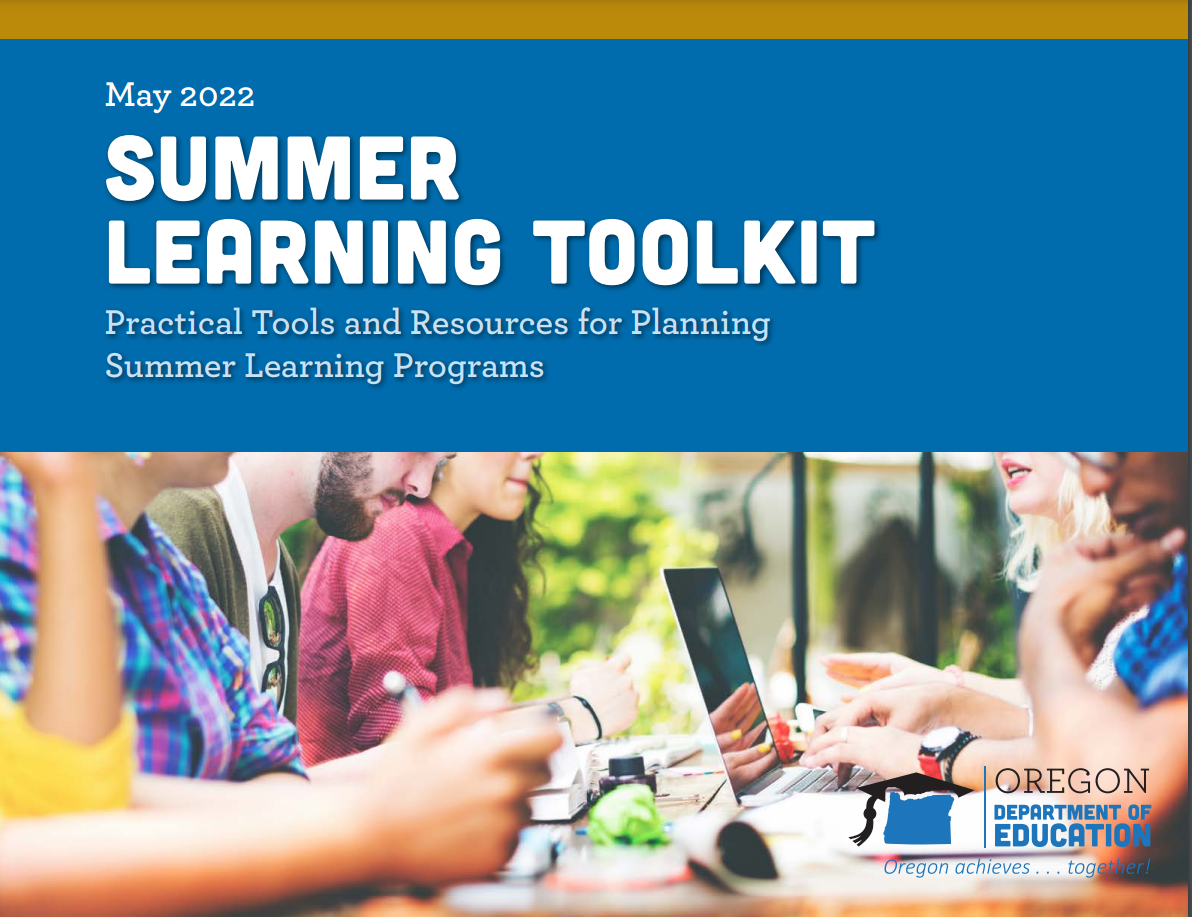 May 2022
SUMMER
LEARNING TOOLKIT
Practical Tools and Resources for Planning
Summer Learning Programs
OREGON
DEPARTMENT OF
EDUCATION
Oregon achieves . . . together!